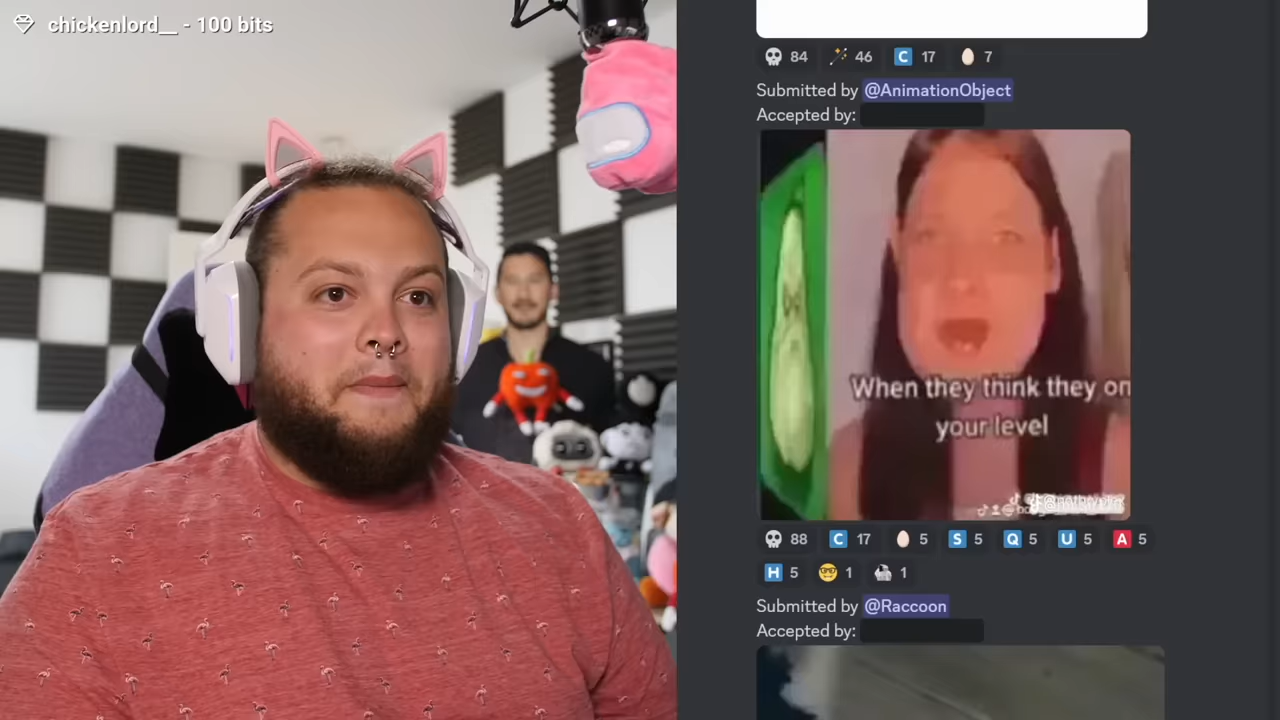 chickenlord__ - 100 bits
84 46 C 17 7
Submitted by @AnimationObject
Accepted by:
When they think they on
your level
88 C 17 5 S 5 Q 5 U 5 A 5
H 5 1 1
Submitted by @Raccoon
Accepted by: